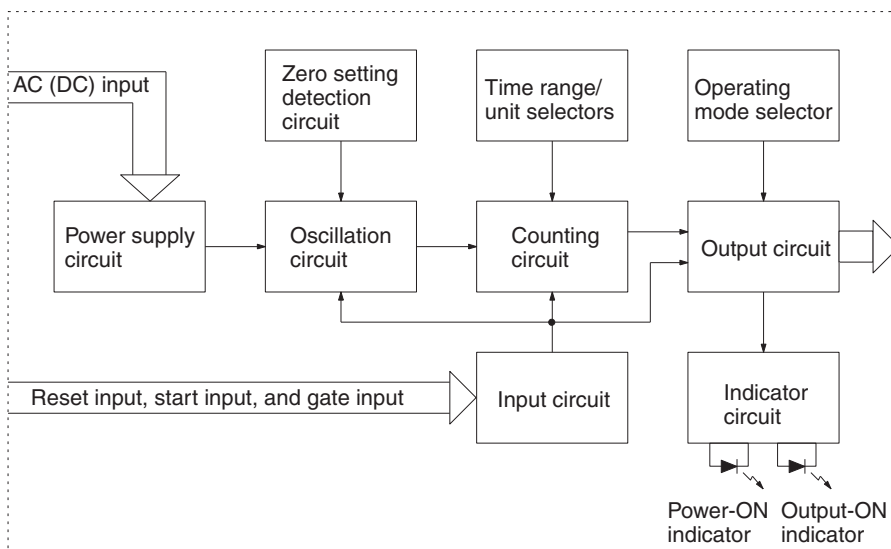 AC (DC) input
Zero setting
detection
circuit
Time range/
unit selectors
Operating
mode selector
Power supply
circuit
Oscillation
circuit
Counting
circuit
Output circuit
Reset input, start input, and gate input
Input circuit
Indicator
circuit
Power-ON
indicator
Output-ON
indicator